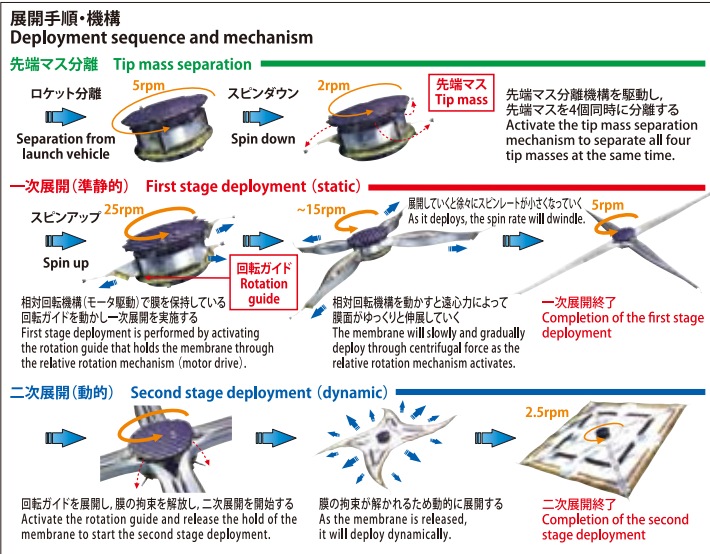 展開手順・機構
Deployment sequence and mechanism
先端マス分離 Tip mass separation
ロケット分離
Separation from
launch vehicle
5rpm
スピンダウン
Spin down
2rpm
先端マス
Tip mass
先端マス分離機構を駆動し,
先端マスを4個同時に分離する
Activate the tip mass separation
mechanism to separate all four
tip masses at the same time.
一次展開(準静的) First stage deployment (static)
スピンアップ
Spin up
25rpm
回転ガイド
Rotation
guide
~15rpm
展開していくと徐々にスピンレートが小さくなっていく
As it deploys, the spin rate will dwindle.
5rpm
相対回転機構(モータ駆動)で膜を保持している
回転ガイドを動かし一次展開を実施する
First stage deployment is performed by activating
the rotation guide that holds the membrane through
the relative rotation mechanism (motor drive).
相対回転機構を動かすと遠心力によって
膜面がゆっくりと伸展していく
The membrane will slowly and gradually
deploy through centrifugal force as the
relative rotation mechanism activates.
一次展開終了
Completion of the first stage
deployment
二次展開(動的) Second stage deployment (dynamic)
2.5rpm
回転ガイドを展開し,膜の拘束を解放し,二次展開を開始する
Activate the rotation guide and release the hold of the
membrane to start the second stage deployment.
膜の拘束が解かれるため動的に展開する
As the membrane is released,
it will deploy dynamically.
二次展開終了
Completion of the second
stage deployment